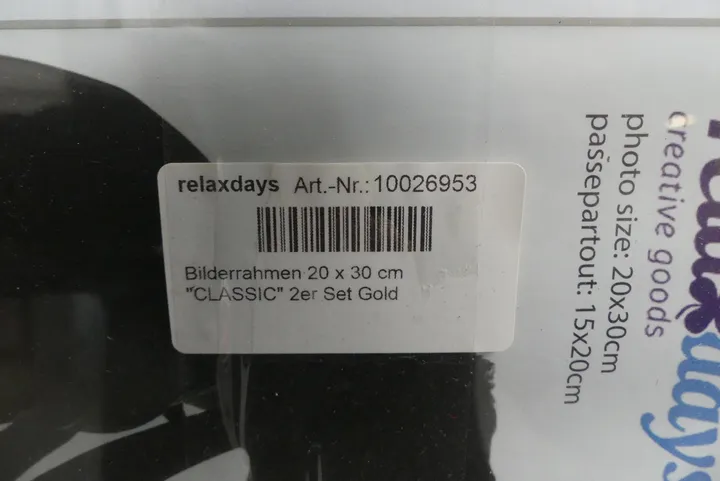 relaxdays Art.-Nr.: 10026953
Bilderrahmen 20 x 30 cm
"CLASSIC" 2er Set Gold
relaxdays
creative goods
photo size: 20x30cm
passepartout: 15x20cm